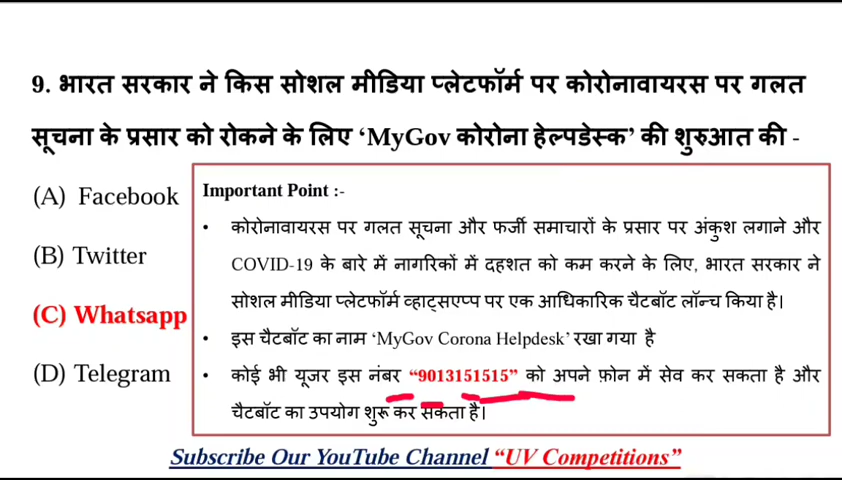 9. भारत सरकार ने किस सोशल मीडिया प्लेटफॉर्म पर कोरोनावायरस पर गलत
सूचना के प्रसार को रोकने के लिए ‘MyGov कोरोना हेल्पडेस्क’ की शुरुआत की -
(A) Facebook
(B) Twitter
(C) Whatsapp
(D) Telegram
Important Point :-
• कोरोनावायरस पर गलत सूचना और फर्जी समाचारों के प्रसार पर अंकुश लगाने और
COVID-19 के बारे में नागरिकों में दहशत को कम करने के लिए, भारत सरकार ने
सोशल मीडिया प्लेटफॉर्म व्हाट्सएप्प पर एक आधिकारिक चैटबॉट लॉन्च किया है।
• इस चैटबॉट का नाम ‘MyGov Corona Helpdesk’ रखा गया है
• कोई भी यूजर इस नंबर “9013151515” को अपने फ़ोन में सेव कर सकता है और
चैटबॉट का उपयोग शुरू कर सकता है।
Subscribe Our YouTube Channel “UV Competitions”